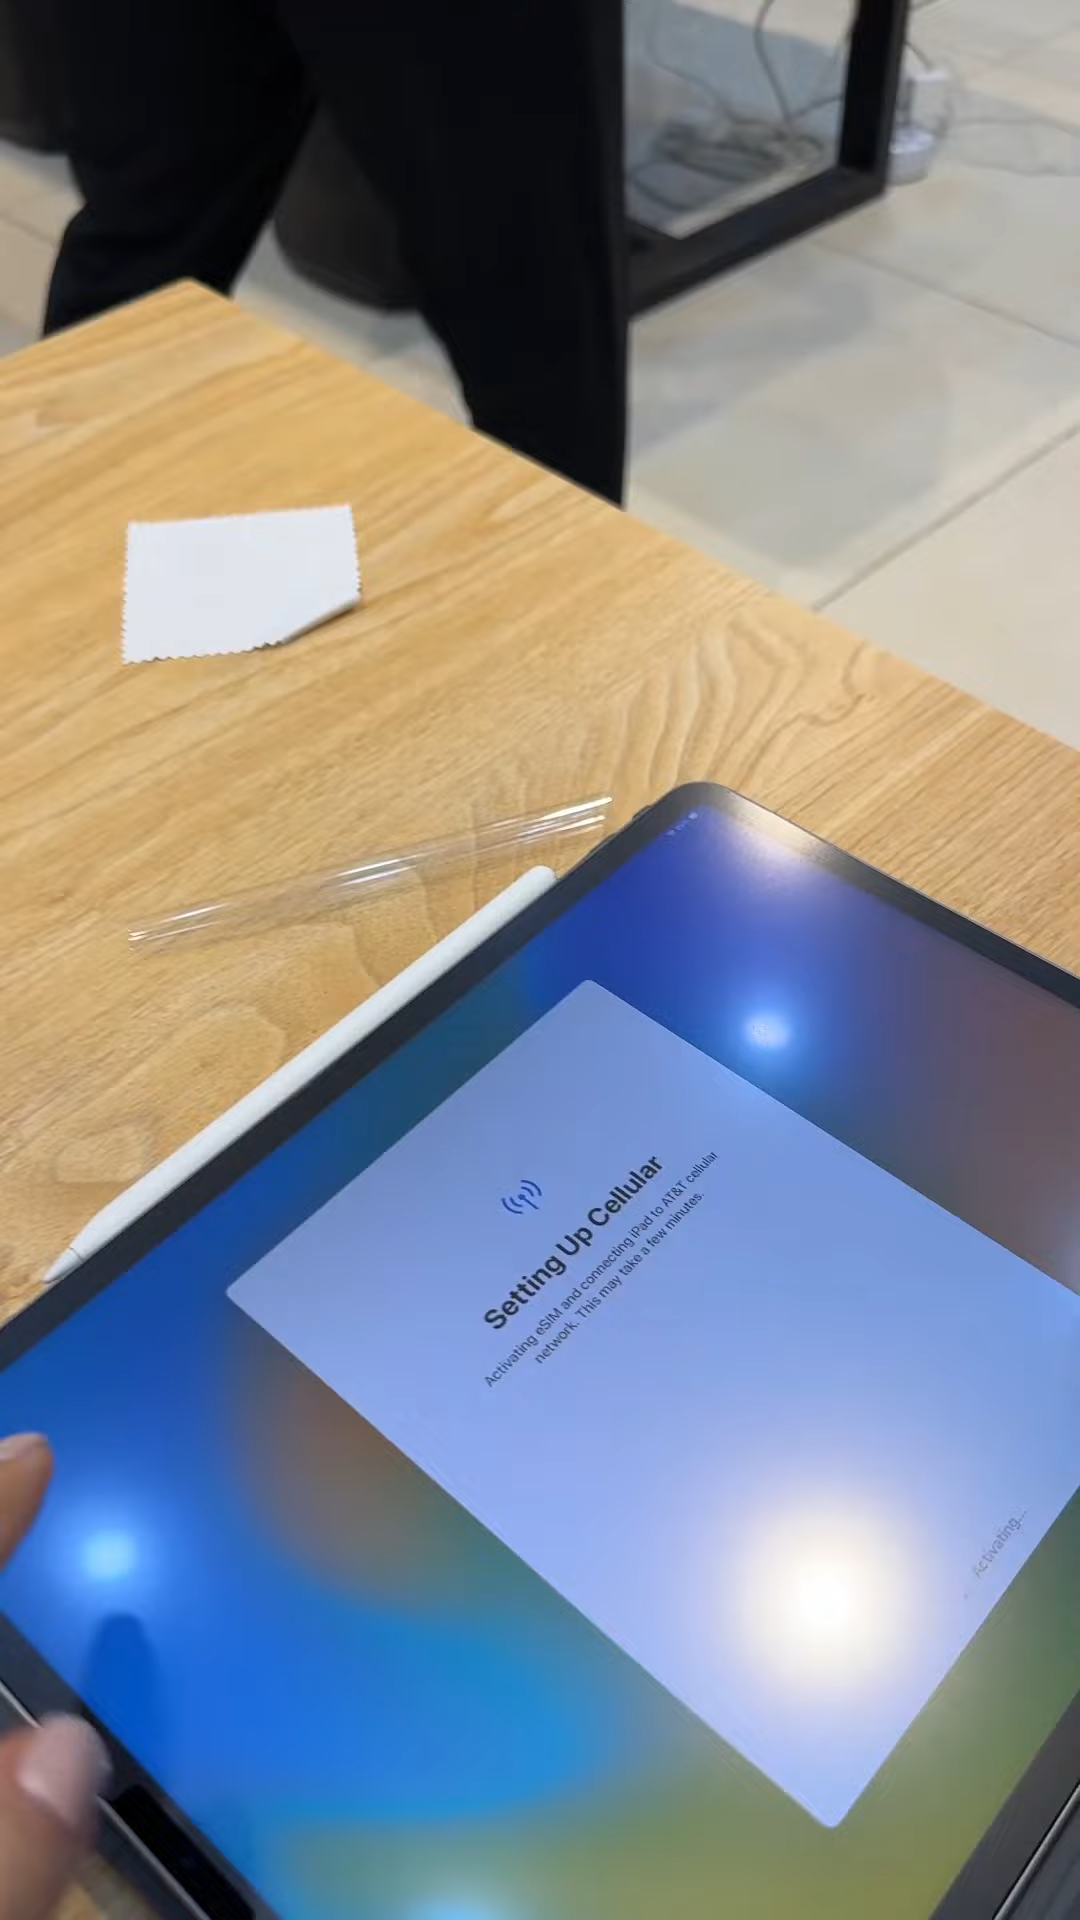 Setting Up Cellular
Activating eSIM and connecting iPad to AT&T cellular
network. This may take a few minutes.
Activating...